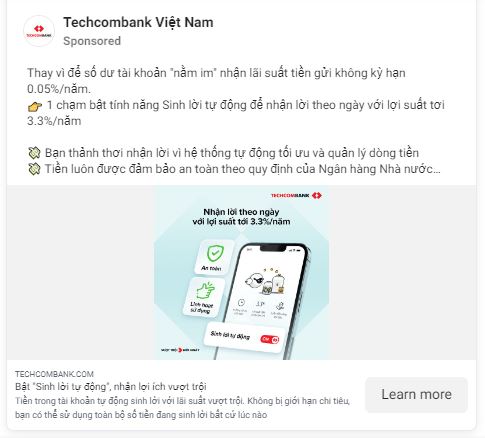 Techcombank Việt Nam
TECHCOMBANK
Sponsored
Thay vì để số dư tài khoản "nằm im" nhận lãi suất tiền gửi không kỳ hạn
0.05%/năm.
👉 1 chạm bật tính năng Sinh lời tự động để nhận lời theo ngày với lợi suất tơi
3.3%/năm
💸 Bạn thảnh thơi nhận lời vì hệ thống tự động tối ưu và quản lý dòng tiền
💸 Tiền luôn được đảm bảo an toàn theo quy định của Ngân hàng Nhà nước...
TECHCOMBANK
Nhận lời theo ngày
với lợi suất tới 3.3%/năm
An toàn
Linh hoạt
sử dụng
Sinh lời tự động
ON
VƯỢT TRỘI MỖI NGÀY
TECHCOMBANK.COM
Bật "Sinh lời tự động", nhận lợi ích vượt trội
Tiền trong tài khoản tự động sinh lời với lãi suất vượt trội. Không bị giới hạn chi tiêu,
bạn có thể sử dụng toàn bộ số tiền đang sinh lời bất cứ lúc nào
Learn more